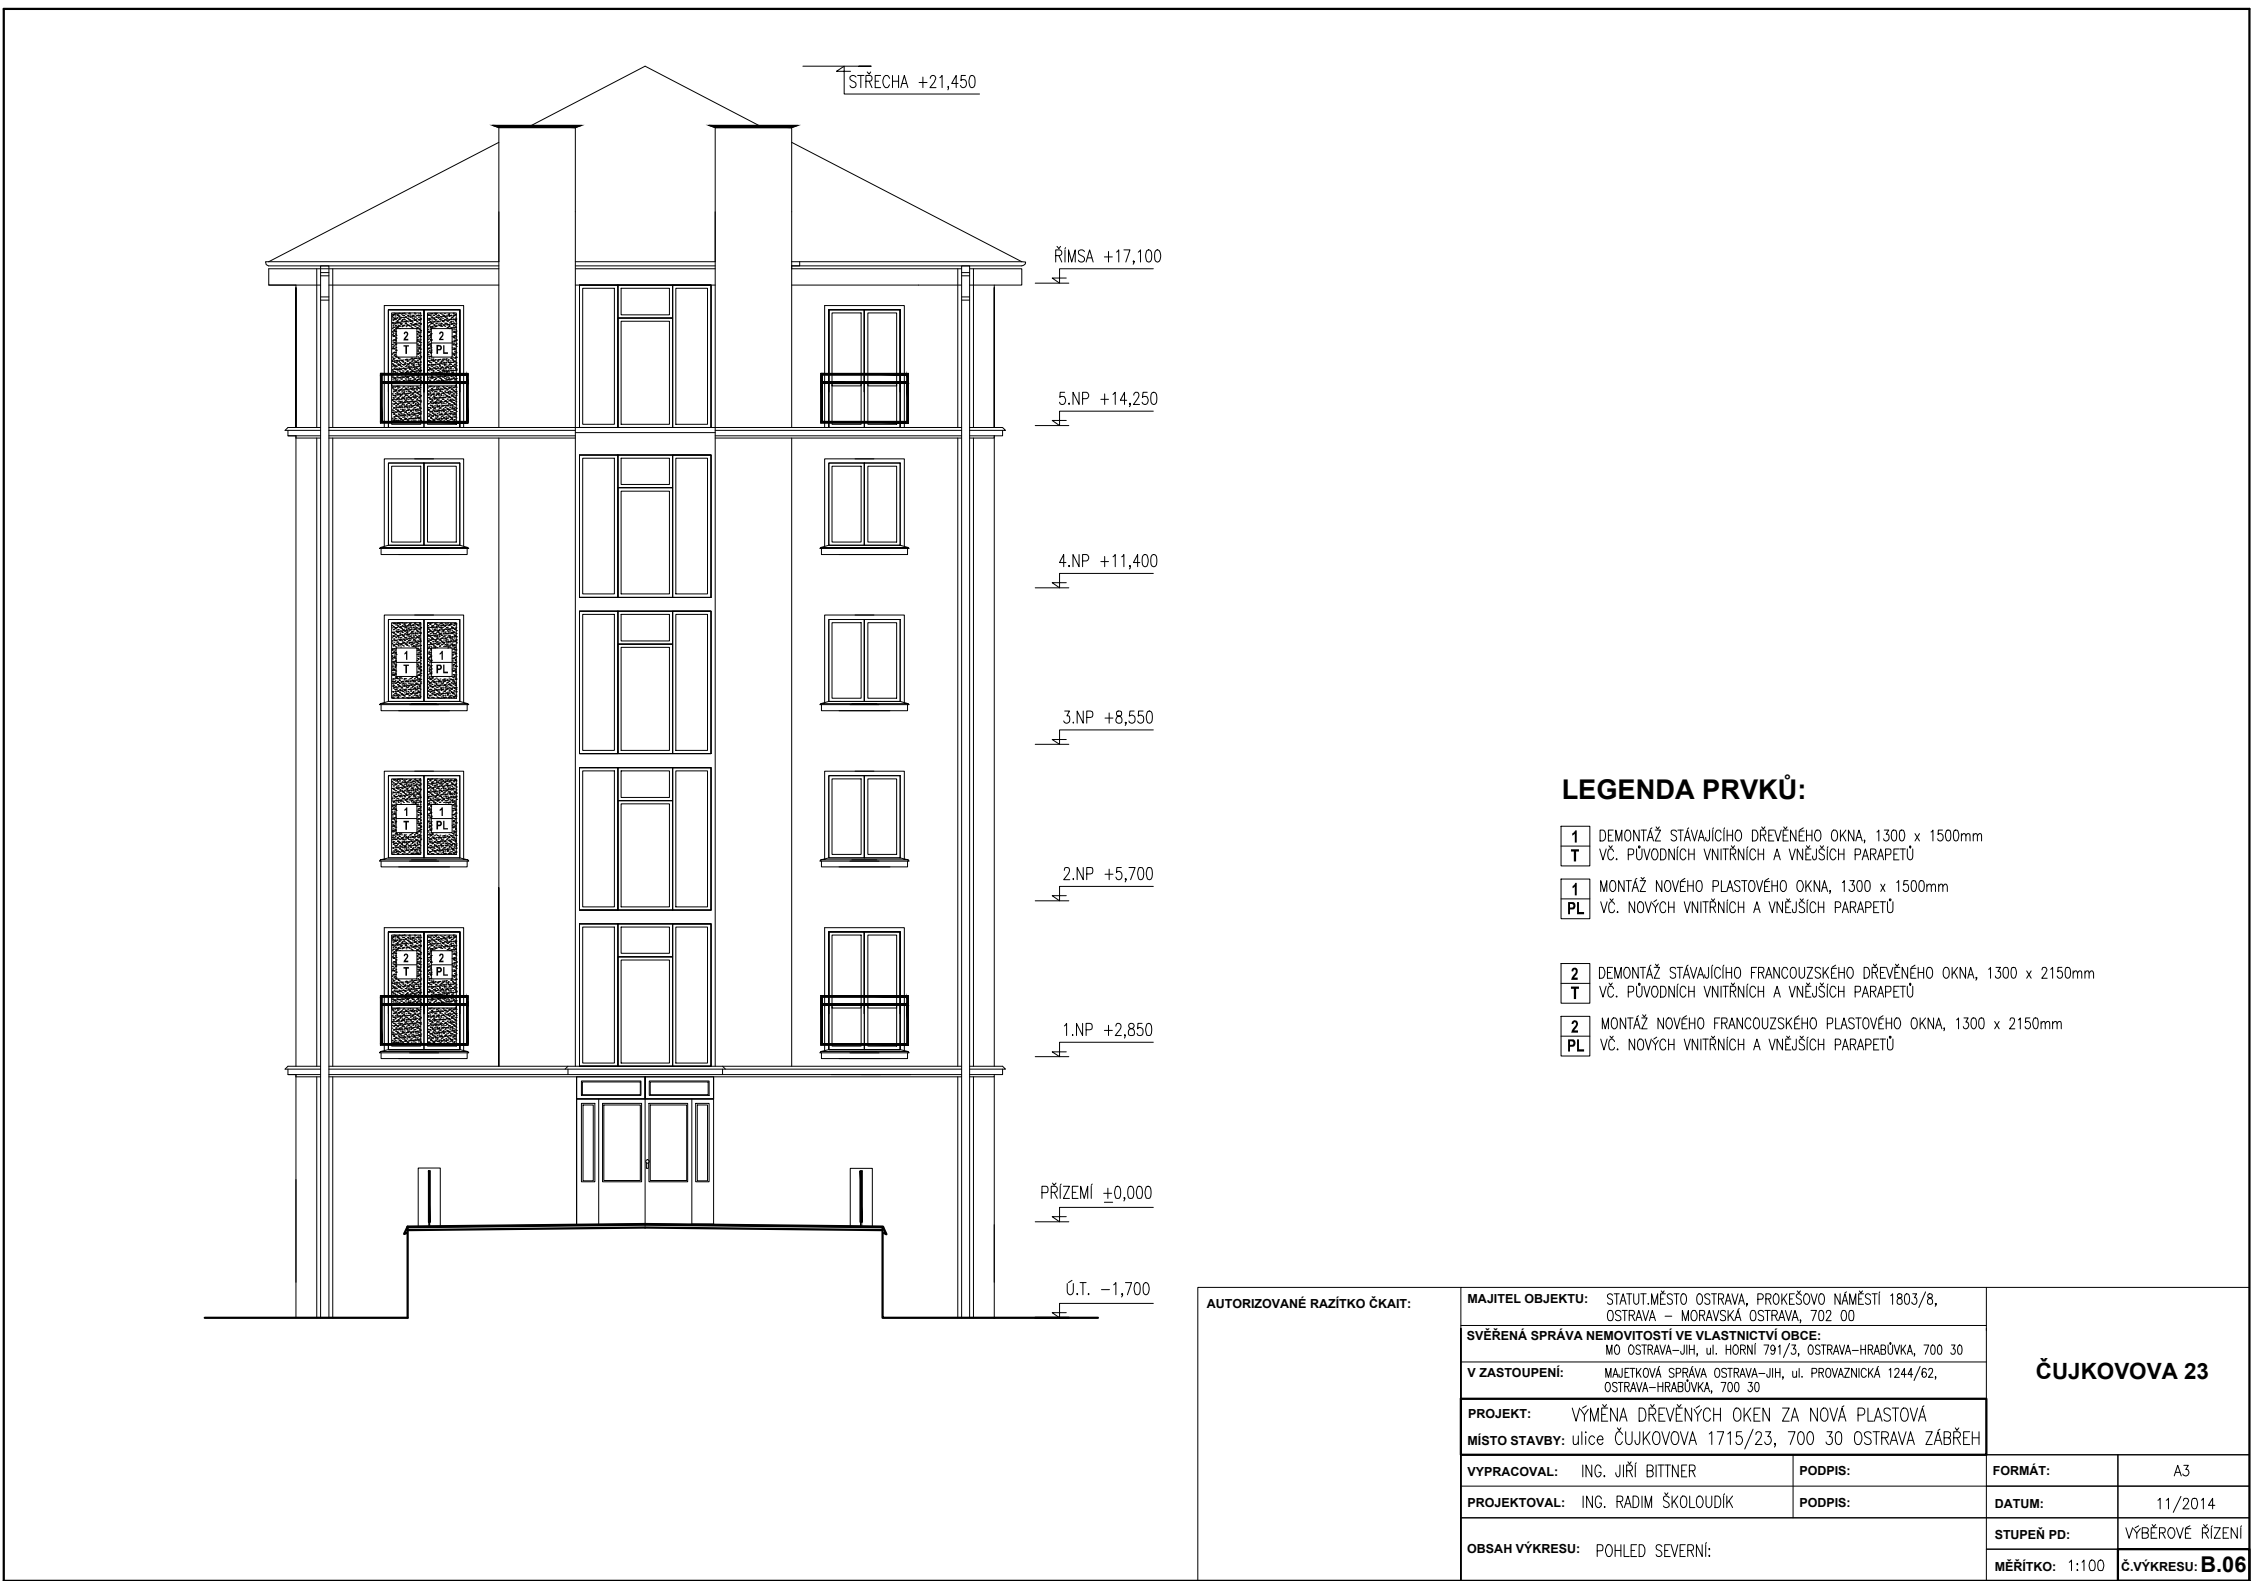 STŘECHA +21,450
ŘÍMSA +17,100
2 2
T PL
5.NP +14,250
4.NP +11,400
1 1
T PL
3.NP +8,550
1 1
T PL
2.NP +5,700
2 2
T PL
1.NP +2,850
PŘÍZEMÍ ±0,000
Ú.T. −1,700
LEGENDA PRVKŮ:
1 DEMONTÁŽ STÁVAJÍCÍHO DŘEVĚNÉHO OKNA, 1300 x 1500mm
T VČ. PŮVODNÍCH VNITŘNÍCH A VNĚJŠÍCH PARAPETŮ
1 MONTÁŽ NOVÉHO PLASTOVÉHO OKNA, 1300 x 1500mm
PL VČ. NOVÝCH VNITŘNÍCH A VNĚJŠÍCH PARAPETŮ
2 DEMONTÁŽ STÁVAJÍCÍHO FRANCOUZSKÉHO DŘEVĚNÉHO OKNA, 1300 x 2150mm
T VČ. PŮVODNÍCH VNITŘNÍCH A VNĚJŠÍCH PARAPETŮ
2 MONTÁŽ NOVÉHO FRANCOUZSKÉHO PLASTOVÉHO OKNA, 1300 x 2150mm
PL VČ. NOVÝCH VNITŘNÍCH A VNĚJŠÍCH PARAPETŮ
AUTORIZOVANÉ RAZÍTKO ČKAIT:
MAJITEL OBJEKTU: STATUT.MĚSTO OSTRAVA, PROKEŠOVO NÁMĚSTÍ 1803/8,
OSTRAVA − MORAVSKÁ OSTRAVA, 702 00
SVĚŘENÁ SPRÁVA NEMOVITOSTÍ VE VLASTNICTVÍ OBCE:
MO OSTRAVA−JIH, ul. HORNÍ 791/3, OSTRAVA−HRABŮVKA, 700 30
V ZASTOUPENÍ: MAJETKOVÁ SPRÁVA OSTRAVA−JIH, ul. PROVAZNICKÁ 1244/62,
OSTRAVA−HRABŮVKA, 700 30
PROJEKT: VÝMĚNA DŘEVĚNÝCH OKEN ZA NOVÁ PLASTOVÁ
MÍSTO STAVBY: ulice ČUJKOVOVA 1715/23, 700 30 OSTRAVA ZÁBŘEH
ČUJKOVOVA 23
VYPRACOVAL: ING. JIŘÍ BITTNER PODPIS: FORMÁT: A3
PROJEKTOVAL: ING. RADIM ŠKOLOUDÍK PODPIS: DATUM: 11/2014
OBSAH VÝKRESU: POHLED SEVERNÍ:
STUPEŇ PD: VÝBĚROVÉ ŘÍZENÍ
MĚŘÍTKO: 1:100 Č.VÝKRESU: B.06